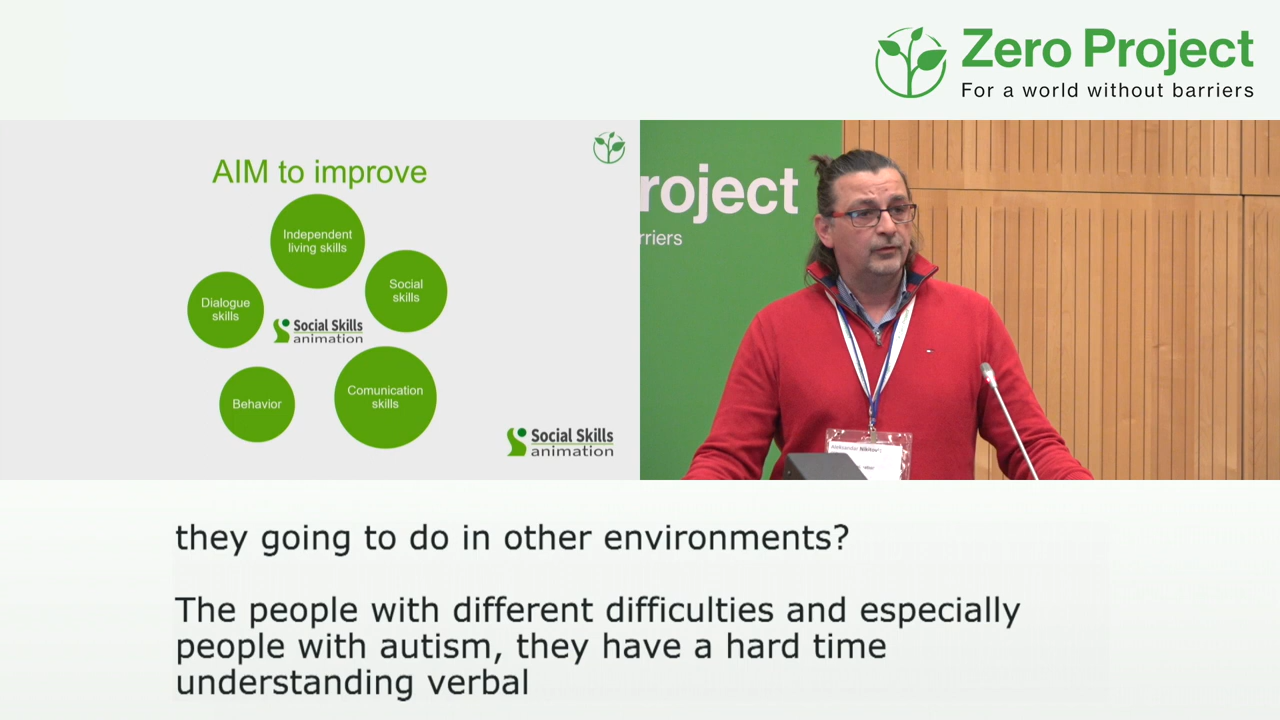 Zero Project
For a world without barriers
AIM to improve
Independent
living skills
Social
skills
Dialogue
skills
Social Skills
animation
Behavior
Comunication
skills
Social Skills
animation
roject
rriers
Aleksandar
they going to do in other environments?
The people with different difficulties and especially
people with autism, they have a hard time
understanding verbal